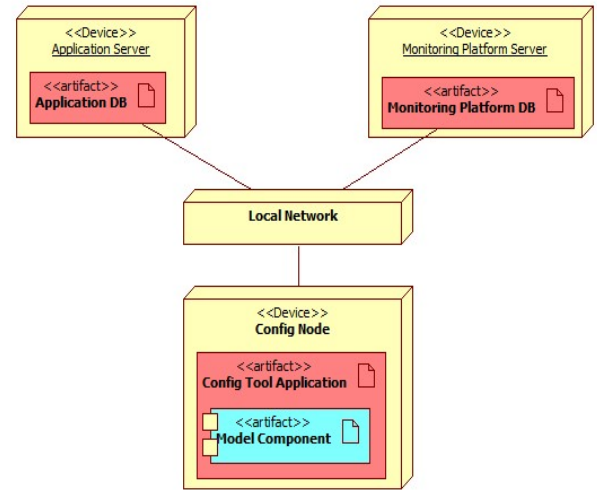 <<Device>>
Application Server
<<artifact>>
Application DB
<<Device>>
Monitoring Platform Server
<<artifact>>
Monitoring Platform DB
Local Network
<<Device>>
Config Node
<<artifact>>
Config Tool Application
<<artifact>>
Model Component